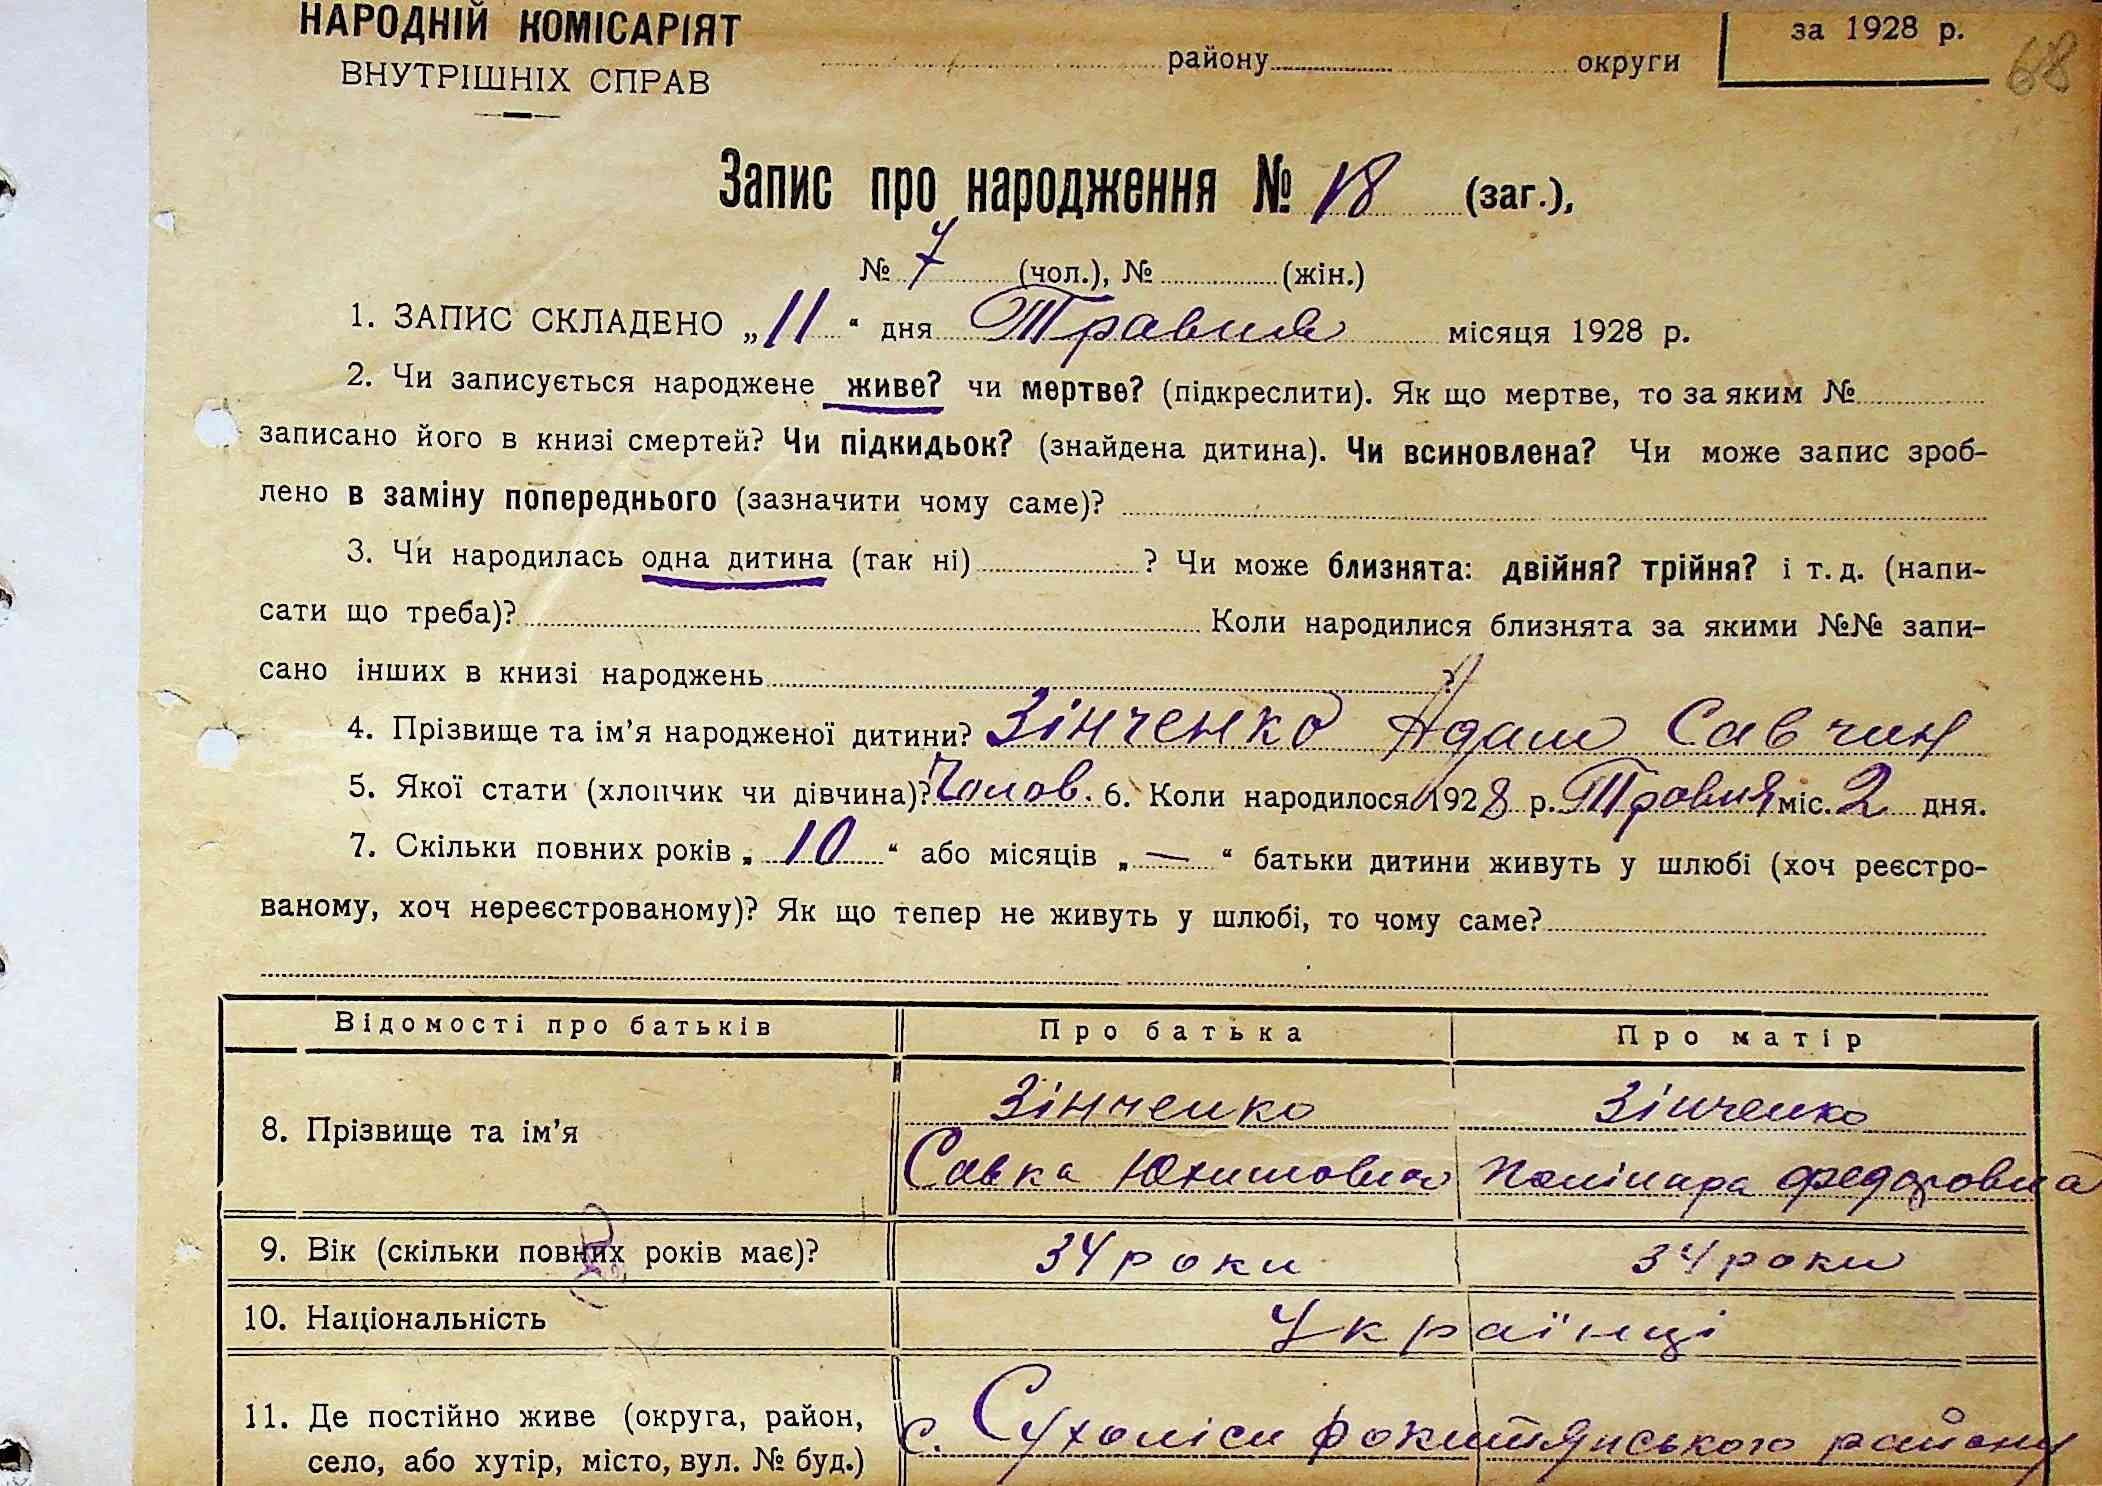 НАРОДНІЙ КОМІСАРІЯТ
ВНУТРІШНІХ СПРАВ
району округи
за 1928 р.
68
Запис про народження № 18 (заг.),
№ 7 (чол.), № (жін.)
1. ЗАПИС СКЛАДЕНО „11“ дня Травня місяця 1928 р.
2. Чи записується народжене живе? чи мертве? (підкреслити). Як що мертве, то за яким №
записано його в книзі смертей? Чи підкидьок? (знайдена дитина). Чи всиновлена? Чи може запис зроб-
лено в заміну попереднього (зазначити чому саме)?
3. Чи народилась одна дитина (так ні) ? Чи може близнята: двійня? трійня? і т. д. (напи-
сати що треба)? Коли народилися близнята за якими №№ запи-
сано інших в книзі народжень ?
4. Прізвище та ім'я народженої дитини? Зінченко Адам Савчин
5. Якої стати (хлопчик чи дівчина)? Чолов. 6. Коли народилося 1928 р. Травня міс. 2 дня.
7. Скільки повних років „10“ або місяців „—“ батьки дитини живуть у шлюбі (хоч реєстро-
ваному, хоч нереєстрованому)? Як що тепер не живуть у шлюбі, то чому саме?
Відомості про батьків Про батька Про матір
8. Прізвище та ім'я
Зінченко Зінченко
Савка Юхимович Федоровна
9. Вік (скільки повних років має)? 34 роки 34 роки
10. Національність Українці
11. Де постійно живе (округа, район,
село, або хутір, місто, вул. № буд.)
с. Сухоліси Рокитянського району